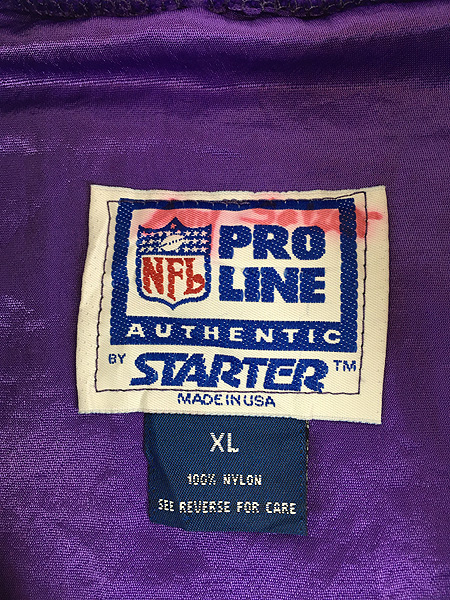 NFL
PRO
LINE
AUTHENTIC
BY STARTER™
MADE IN USA
XL
100% NYLON
SEE REVERSE FOR CARE